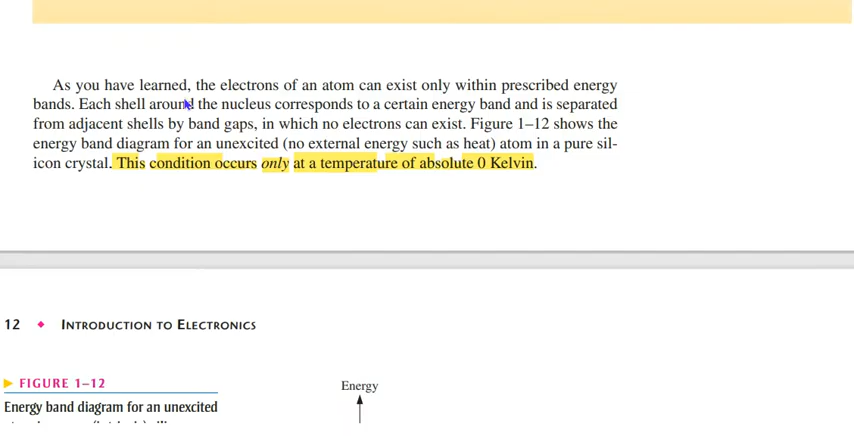 As you have learned, the electrons of an atom can exist only within prescribed energy
bands. Each shell around the nucleus corresponds to a certain energy band and is separated
from adjacent shells by band gaps, in which no electrons can exist. Figure 1–12 shows the
energy band diagram for an unexcited (no external energy such as heat) atom in a pure sil-
icon crystal. This condition occurs only at a temperature of absolute 0 Kelvin.
12 ◆ INTRODUCTION TO ELECTRONICS
▶ FIGURE 1–12
Energy band diagram for an unexcited
Energy